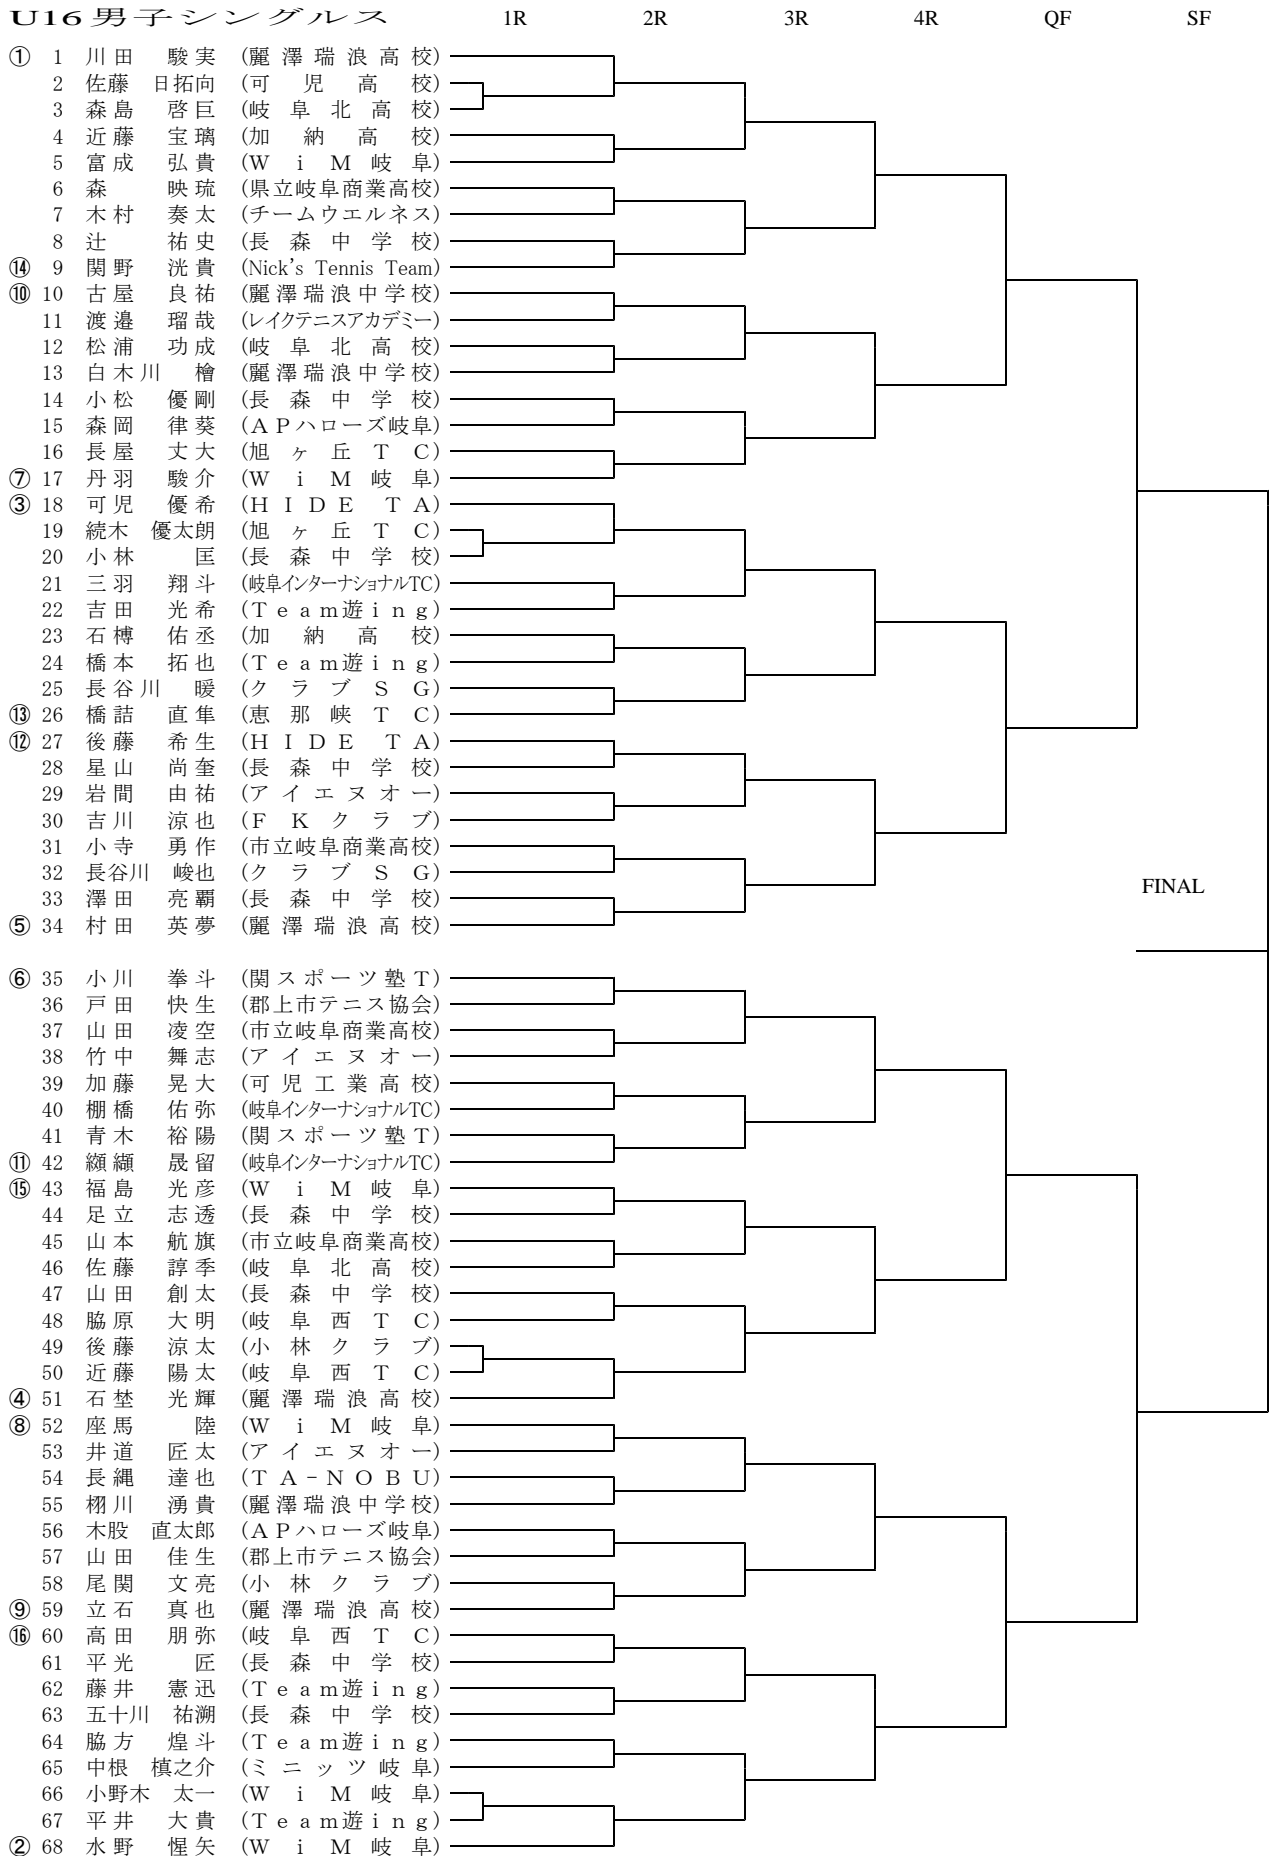 U16男子シングルス 1R 2R 3R 4R QF SF
① 1 川田 駿実 (麗澤瑞浪高校)
2 佐藤 日拓向 (可児高校)
3 森島 啓巨 (岐阜北高校)
4 近藤 宝璃 (加納高校)
5 富成 弘貴 (WiM岐阜)
6 森 映琉 (県立岐阜商業高校)
7 木村 奏太 (チームウエルネス)
8 辻 祐史 (長森中学校)
⑭ 9 関野 洸貴 (Nick's Tennis Team)
⑩ 10 古屋 良祐 (麗澤瑞浪中学校)
11 渡邉 瑠哉 (レイクテニスアカデミー)
12 松浦 功成 (岐阜北高校)
13 白木川 檜 (麗澤瑞浪中学校)
14 小松 優剛 (長森中学校)
15 森岡 律葵 (APハローズ岐阜)
16 長屋 丈大 (旭ヶ丘TC)
⑦ 17 丹羽 駿介 (WiM岐阜)
③ 18 可児 優希 (HIDE TA)
19 続木 優太朗 (旭ヶ丘TC)
20 小林 匡 (長森中学校)
21 三羽 翔斗 (岐阜インターナショナルTC)
22 吉田 光希 (Team遊ing)
23 石榑 佑丞 (加納高校)
24 橋本 拓也 (Team遊ing)
25 長谷川 暖 (クラブSG)
⑬ 26 橋詰 直隼 (恵那峡TC)
⑫ 27 後藤 希生 (HIDE TA)
28 星山 尚奎 (長森中学校)
29 岩間 由祐 (アイエヌオー)
30 吉川 涼也 (FKクラブ)
31 小寺 勇作 (市立岐阜商業高校)
32 長谷川 峻也 (クラブSG)
33 澤田 亮覇 (長森中学校)
FINAL
⑤ 34 村田 英夢 (麗澤瑞浪高校)
⑥ 35 小川 拳斗 (関スポーツ塾T)
36 戸田 快生 (郡上市テニス協会)
37 山田 凌空 (市立岐阜商業高校)
38 竹中 舞志 (アイエヌオー)
39 加藤 晃大 (可児工業高校)
40 棚橋 佑弥 (岐阜インターナショナルTC)
41 青木 裕陽 (関スポーツ塾T)
⑪ 42 纐纈 晟留 (岐阜インターナショナルTC)
⑮ 43 福島 光彦 (WiM岐阜)
44 足立 志透 (長森中学校)
45 山本 航旗 (市立岐阜商業高校)
46 佐藤 諄季 (岐阜北高校)
47 山田 創太 (長森中学校)
48 脇原 大明 (岐阜西TC)
49 後藤 涼太 (小林クラブ)
50 近藤 陽太 (岐阜西TC)
④ 51 石埜 光輝 (麗澤瑞浪高校)
⑧ 52 座馬 陸 (WiM岐阜)
53 井道 匠太 (アイエヌオー)
54 長縄 達也 (TA-NOBU)
55 栩川 湧貴 (麗澤瑞浪中学校)
56 木股 直太郎 (APハローズ岐阜)
57 山田 佳生 (郡上市テニス協会)
58 尾関 文亮 (小林クラブ)
⑨ 59 立石 真也 (麗澤瑞浪高校)
⑯ 60 高田 朋弥 (岐阜西TC)
61 平光 匠 (長森中学校)
62 藤井 憲迅 (Team遊ing)
63 五十川 祐溯 (長森中学校)
64 脇方 煌斗 (Team遊ing)
65 中根 槙之介 (ミニッツ岐阜)
66 小野木 太一 (WiM岐阜)
67 平井 大貴 (Team遊ing)
② 68 水野 惺矢 (WiM岐阜)